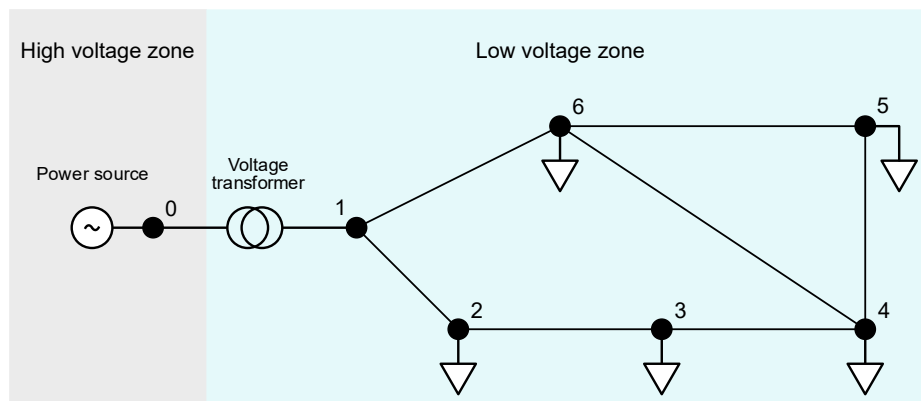 High voltage zone
Low voltage zone
6
5
Power source
Voltage
transformer
0
1
~
2
3
4